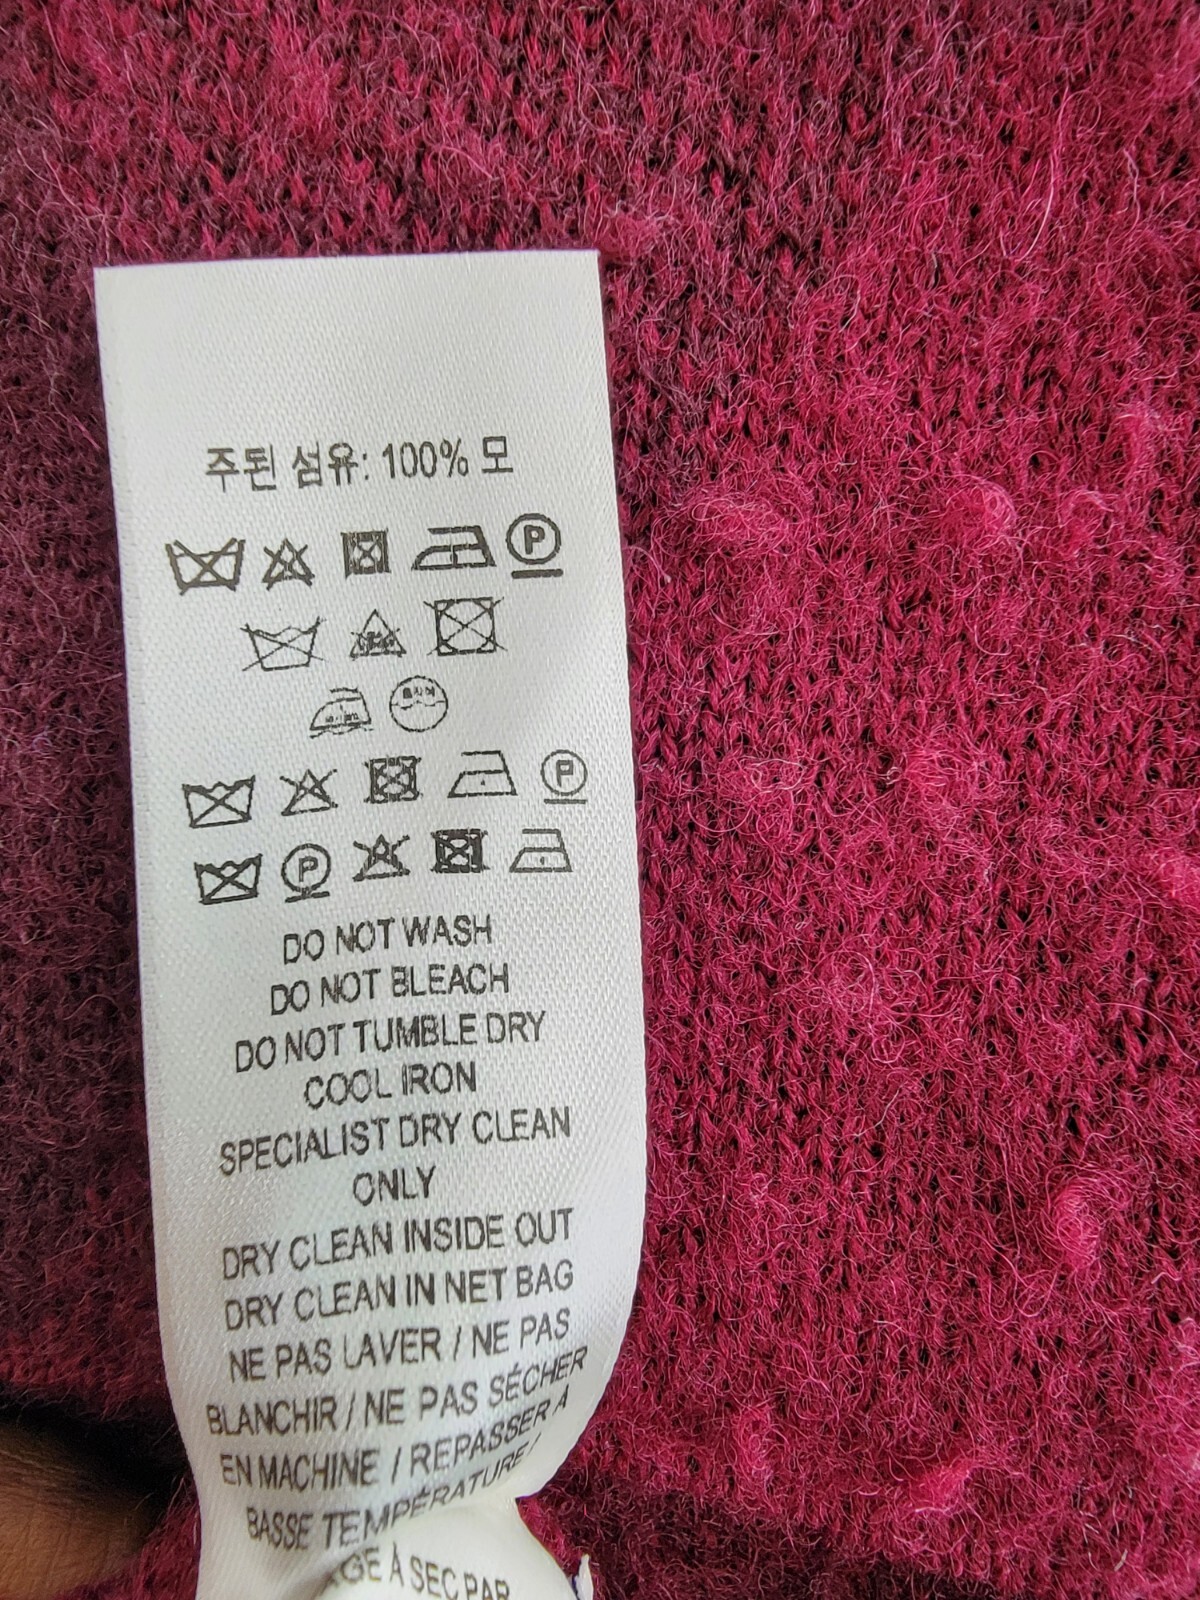 주된 섬유: 100% 모
P
P
P
DO NOT WASH
DO NOT BLEACH
DO NOT TUMBLE DRY
COOL IRON
SPECIALIST DRY CLEAN
ONLY
DRY CLEAN INSIDE OUT
DRY CLEAN IN NET BAG
NE PAS LAVER / NE PAS
BLANCHIR / NE PAS SÉCHER
EN MACHINE / REPASSER À
BASSE TEMPÉRATURE /
À SEC PAR